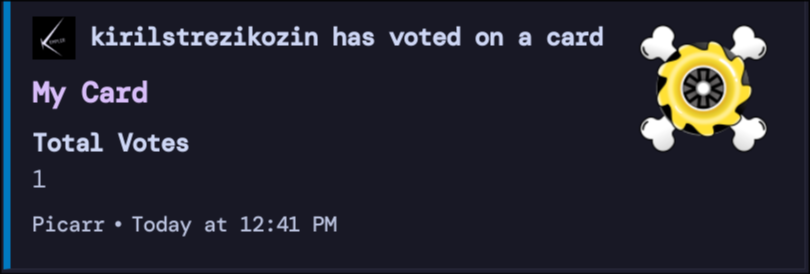 kirilstrezikozin has voted on a card
My Card
Total Votes
1
Picarr • Today at 12:41 PM